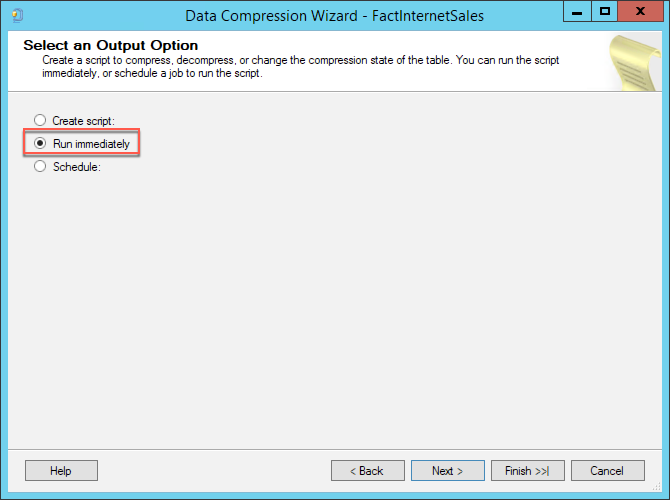 Data Compression Wizard - FactInternetSales
Select an Output Option
Create a script to compress, decompress, or change the compression state of the table. You can run the script
immediately, or schedule a job to run the script.
Create script:
Run immediately
Schedule:
Help
< Back
Next >
Finish >>|
Cancel